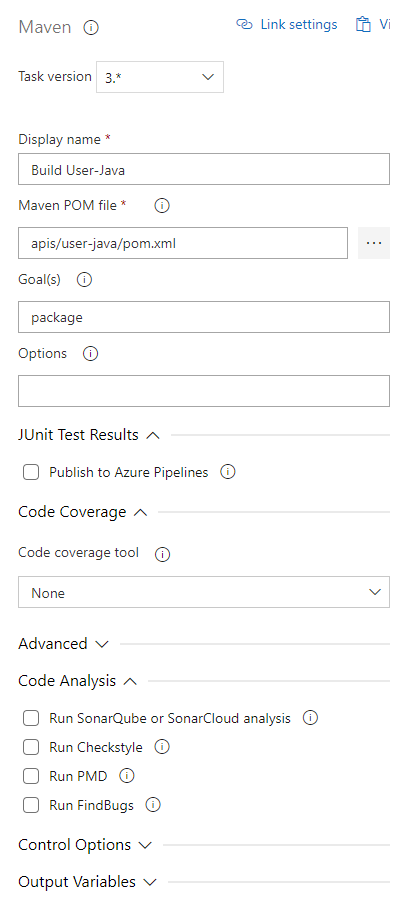 Maven
Link settings
Vi
Task version 3.*
Display name *
Build User-Java
Maven POM file *
apis/user-java/pom.xml
...
Goal(s)
package
Options
JUnit Test Results
Publish to Azure Pipelines
Code Coverage
Code coverage tool
None
Advanced
Code Analysis
Run SonarQube or SonarCloud analysis
Run Checkstyle
Run PMD
Run FindBugs
Control Options
Output Variables